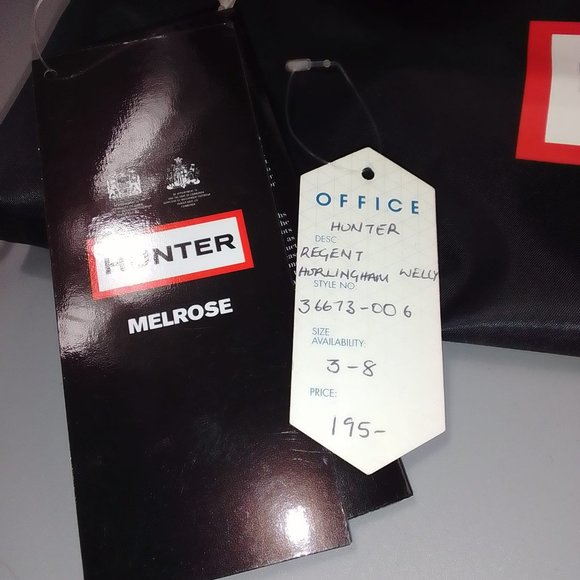 HUNTER
MELROSE
OFFICE
HUNTER
DESC
REGENT
HURLINGHAM WELLY
STYLE NO
36673-006
SIZE
AVAILABILITY:
3-8
PRICE:
195-